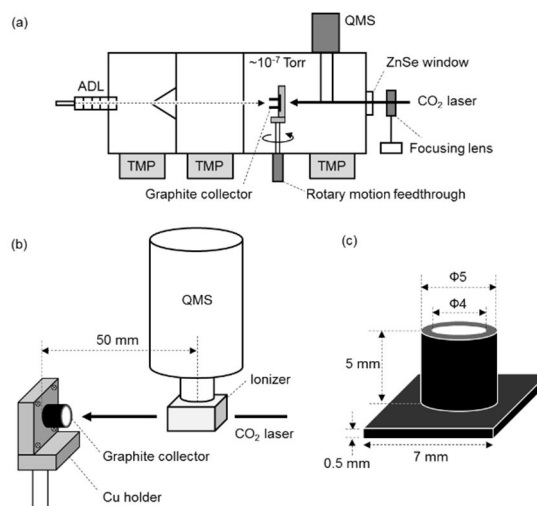 (a)
QMS
~10⁻⁷ Torr
ZnSe window
ADL
CO₂ laser
TMP
TMP
TMP
Focusing lens
Graphite collector
Rotary motion feedthrough
(b)
QMS
50 mm
Ionizer
CO₂ laser
Graphite collector
Cu holder
(c)
Φ5
Φ4
5 mm
0.5 mm
7 mm